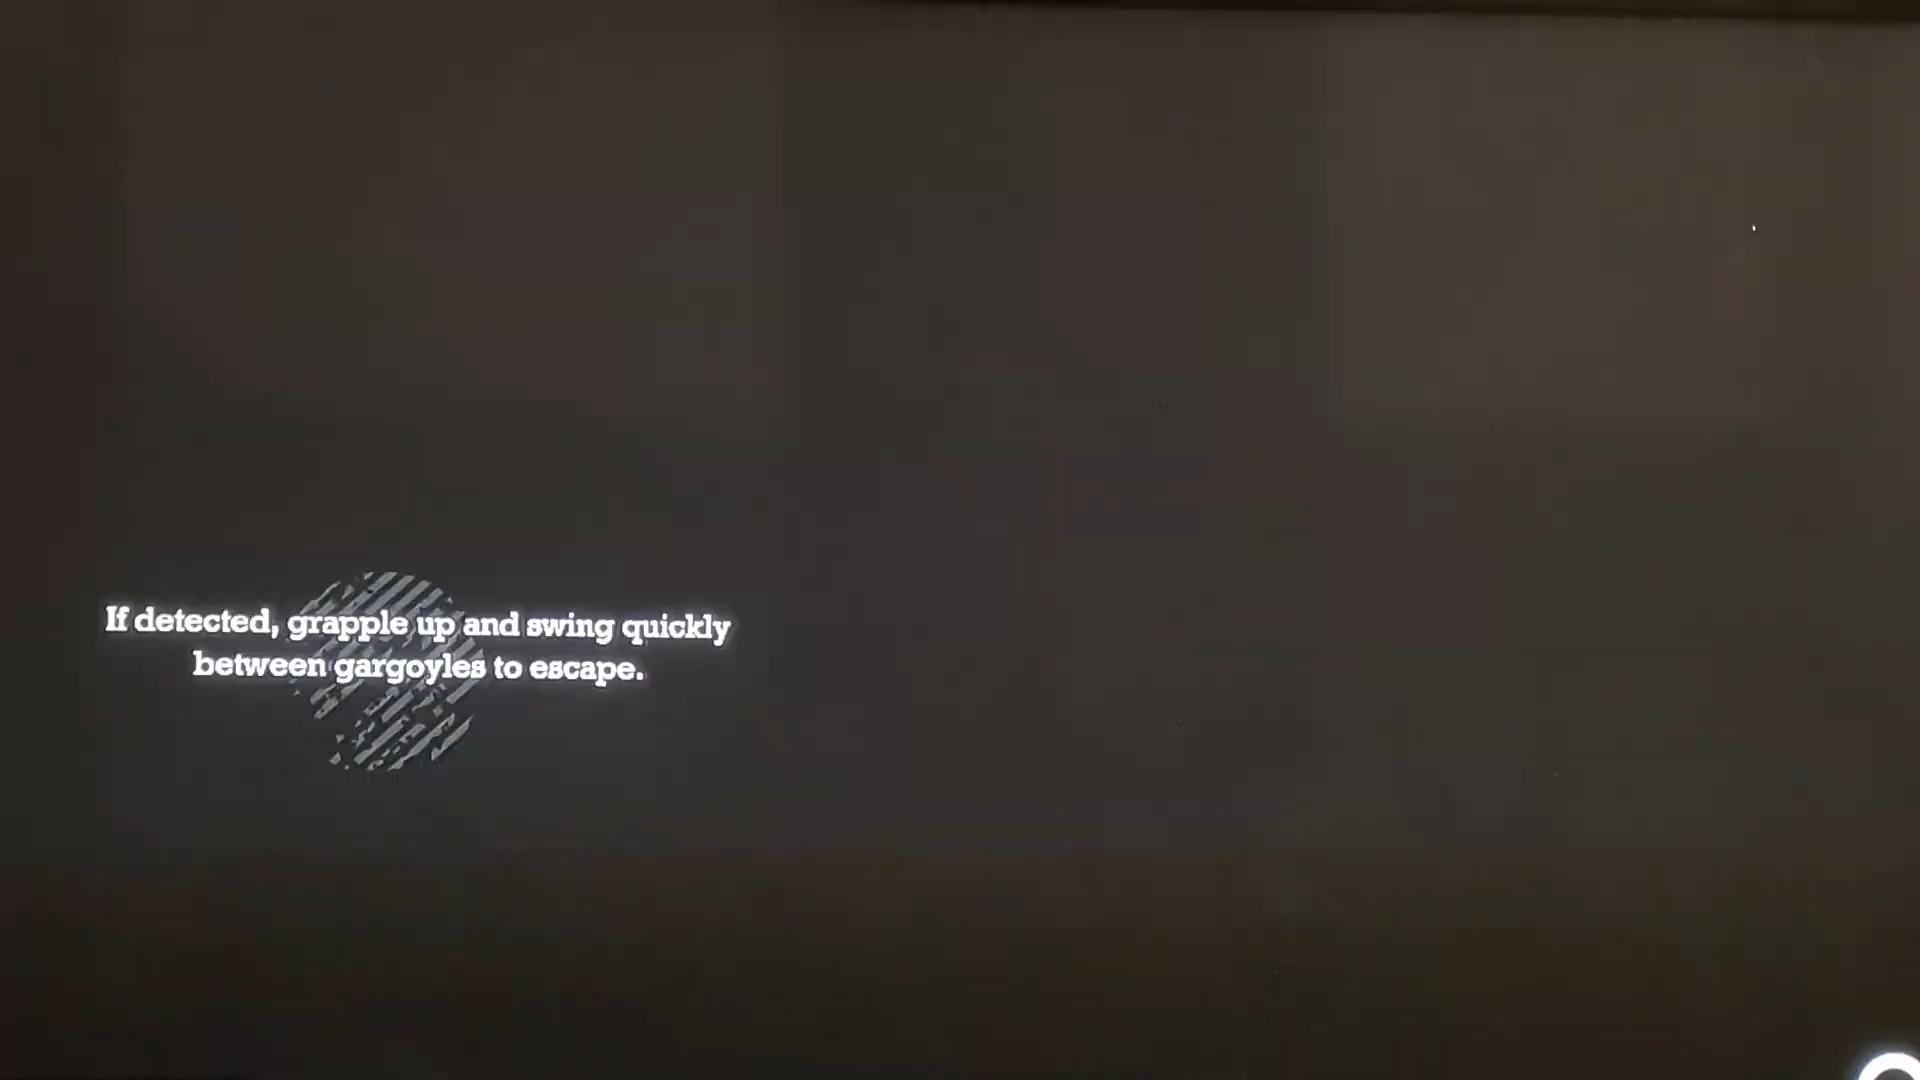 If detected, grapple up and swing quickly
between gargoyles to escape.